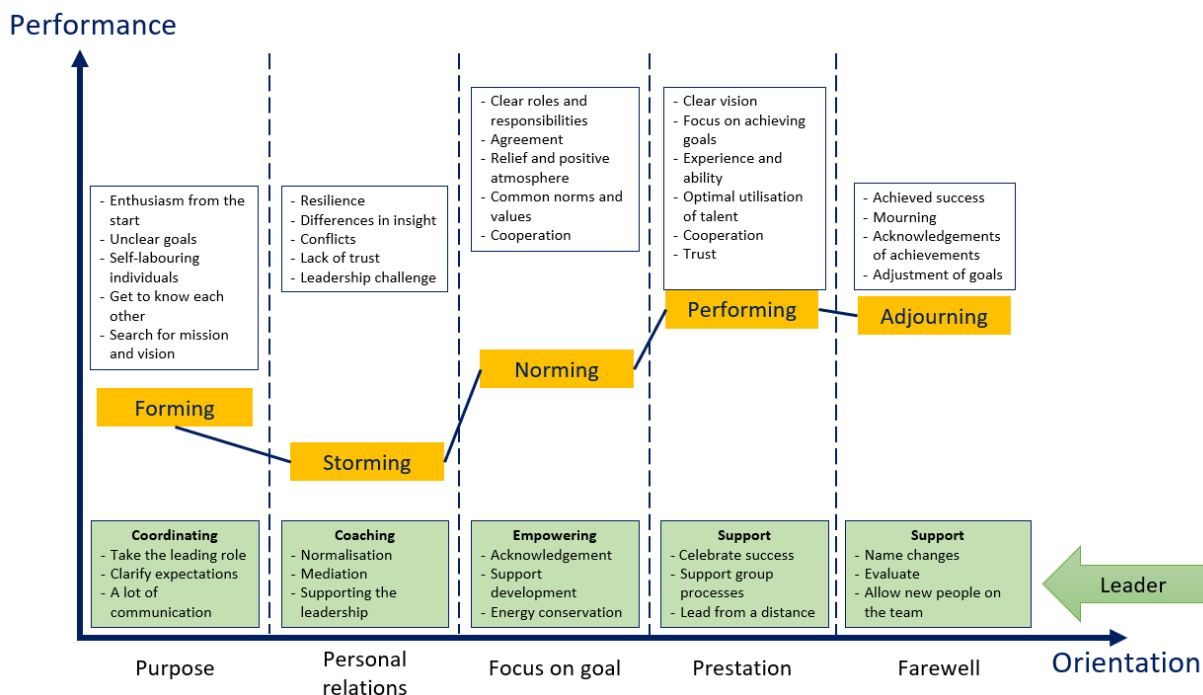 Performance
- Enthusiasm from the
start
- Unclear goals
- Self-labouring
individuals
- Get to know each
other
- Search for mission
and vision
Forming
- Resilience
- Differences in insight
- Conflicts
- Lack of trust
- Leadership challenge
Storming
- Clear roles and
responsibilities
- Agreement
- Relief and positive
atmosphere
- Common norms and
values
- Cooperation
Norming
- Clear vision
- Focus on achieving
goals
- Experience and
ability
- Optimal utilisation
of talent
- Cooperation
- Trust
Performing
- Achieved success
- Mourning
- Acknowledgements
of achievements
- Adjustment of goals
Adjourning
Coordinating
- Take the leading role
- Clarify expectations
- A lot of
communication
Coaching
- Normalisation
- Mediation
- Supporting the
leadership
Empowering
- Acknowledgement
- Support
development
- Energy conservation
Support
- Celebrate success
- Support group
processes
- Lead from a distance
Support
- Name changes
- Evaluate
- Allow new people on
the team
Leader
Purpose
Personal
relations
Focus on goal
Prestation
Farewell
Orientation